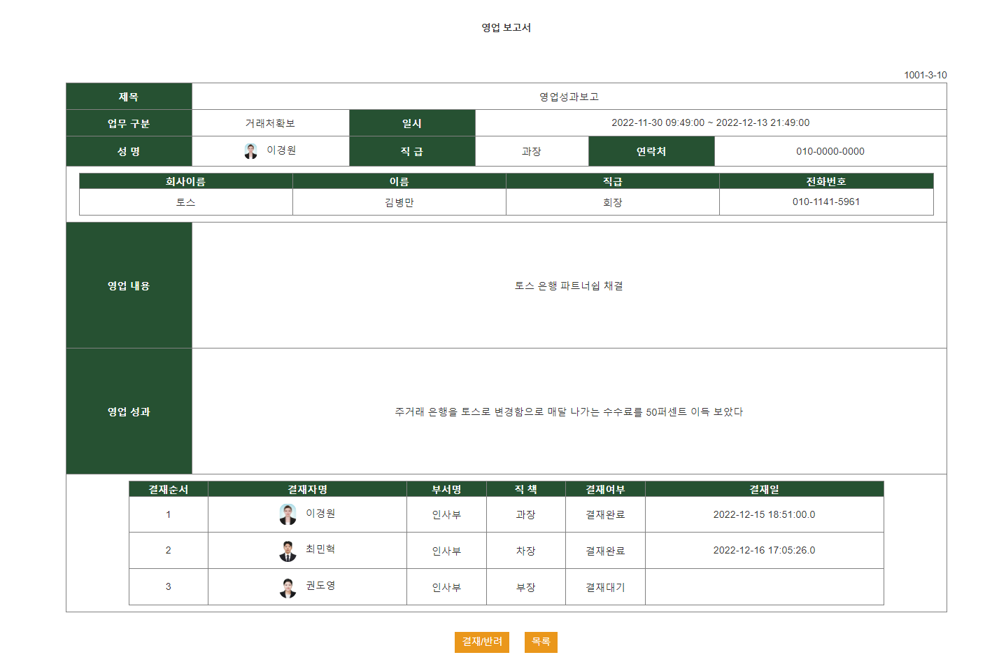 영업 보고서
1001-3-10
제목 영업성과보고
업무 구분 거래처확보 일시 2022-11-30 09:49:00 ~ 2022-12-13 21:49:00
성 명 이경원 직 급 과장 연락처 010-0000-0000
회사이름 이름 직급 전화번호
토스 김병만 회장 010-1141-5961
영업 내용 토스 은행 파트너쉽 채결
영업 성과 주거래 은행을 토스로 변경함으로 매달 나가는 수수료를 50퍼센트 이득 보았다
결재순서 결재자명 부서명 직 책 결재여부 결재일
1 이경원 인사부 과장 결재완료 2022-12-15 18:51:00.0
2 최민혁 인사부 차장 결재완료 2022-12-16 17:05:26.0
3 권도영 인사부 부장 결재대기
결재/반려 목록